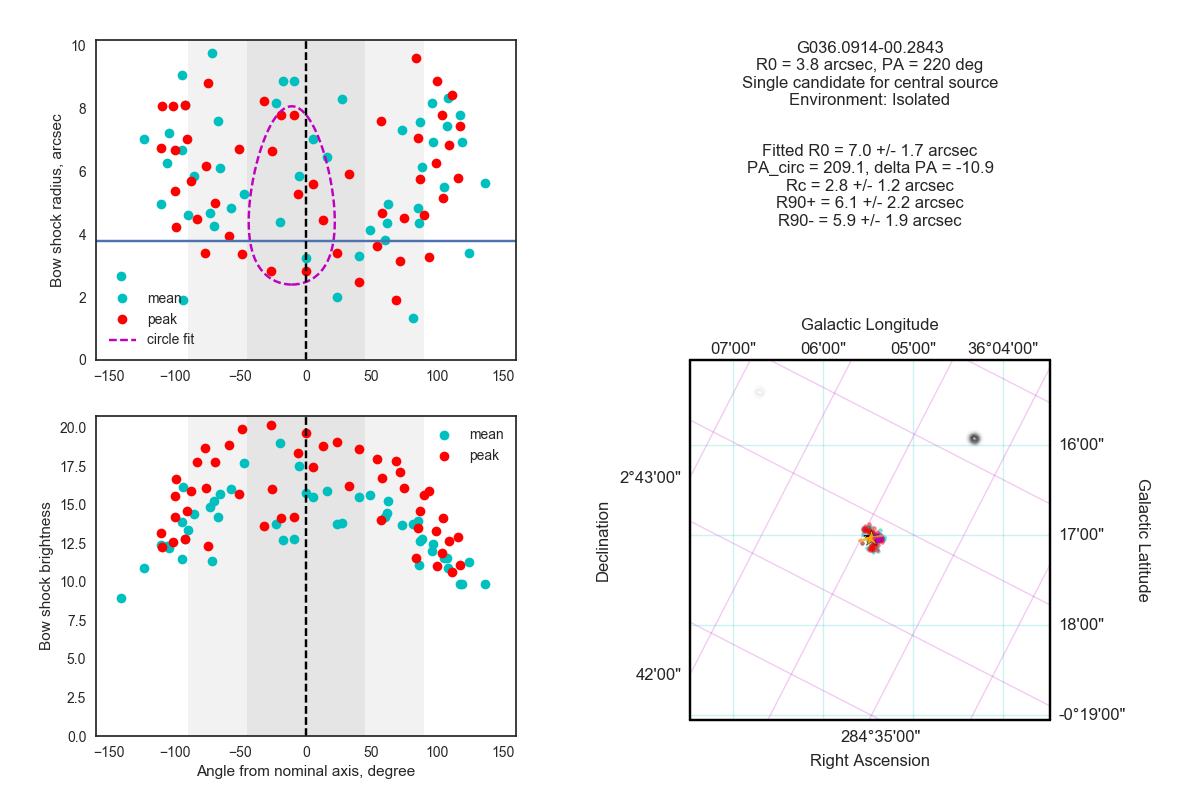 10
8
6
4
2
0
Bow shock radius, arcsec
mean
peak
circle fit
−150 −100 −50 0 50 100 150
20.0
17.5
15.0
12.5
10.0
7.5
5.0
2.5
0.0
Bow shock brightness
mean
peak
−150 −100 −50 0 50 100 150
Angle from nominal axis, degree
G036.0914-00.2843
R0 = 3.8 arcsec, PA = 220 deg
Single candidate for central source
Environment: Isolated
Fitted R0 = 7.0 +/- 1.7 arcsec
PA_circ = 209.1, delta PA = -10.9
Rc = 2.8 +/- 1.2 arcsec
R90+ = 6.1 +/- 2.2 arcsec
R90- = 5.9 +/- 1.9 arcsec
Galactic Longitude
07'00" 06'00" 05'00" 36°04'00"
16'00"
2°43'00"
17'00"
18'00"
42'00"
-0°19'00"
Declination
Galactic Latitude
284°35'00"
Right Ascension